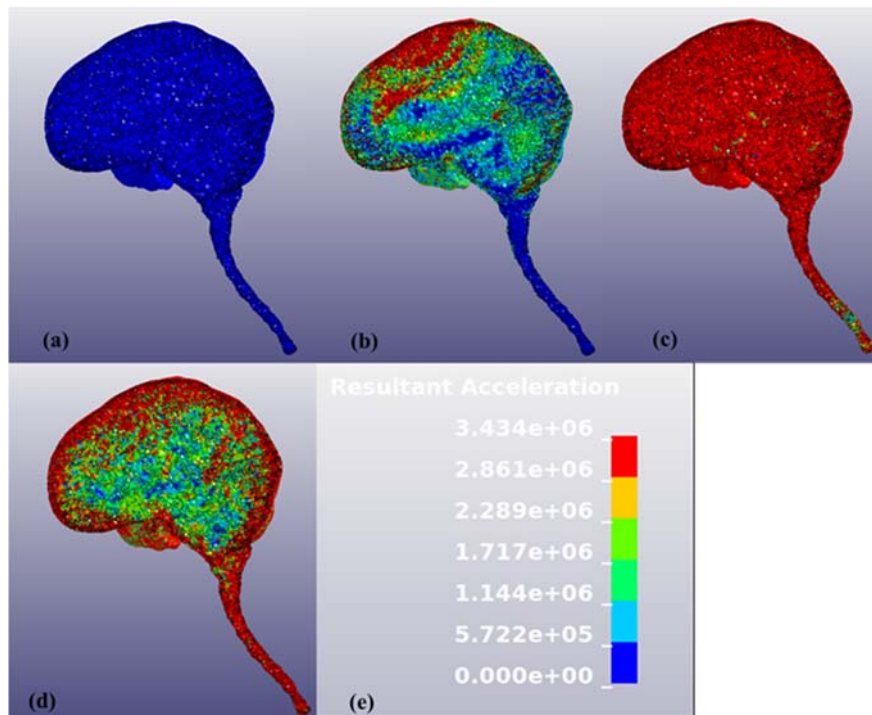 (a)
(b)
(c)
(d)
Resultant Acceleration
3.434e+06
2.861e+06
2.289e+06
1.717e+06
1.144e+06
5.722e+05
0.000e+00
(e)